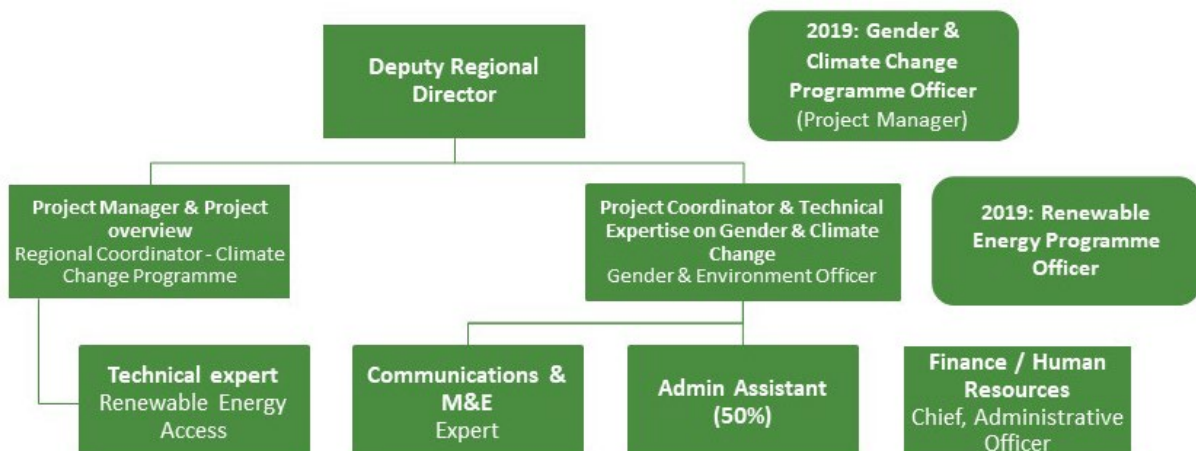 Deputy Regional
Director
2019: Gender &
Climate Change
Programme Officer
(Project Manager)
Project Manager & Project
overview
Regional Coordinator - Climate
Change Programme
Project Coordinator & Technical
Expertise on Gender & Climate
Change
Gender & Environment Officer
2019: Renewable
Energy Programme
Officer
Technical expert
Renewable Energy
Access
Communications &
M&E
Expert
Admin Assistant
(50%)
Finance / Human
Resources
Chief, Administrative
Officer